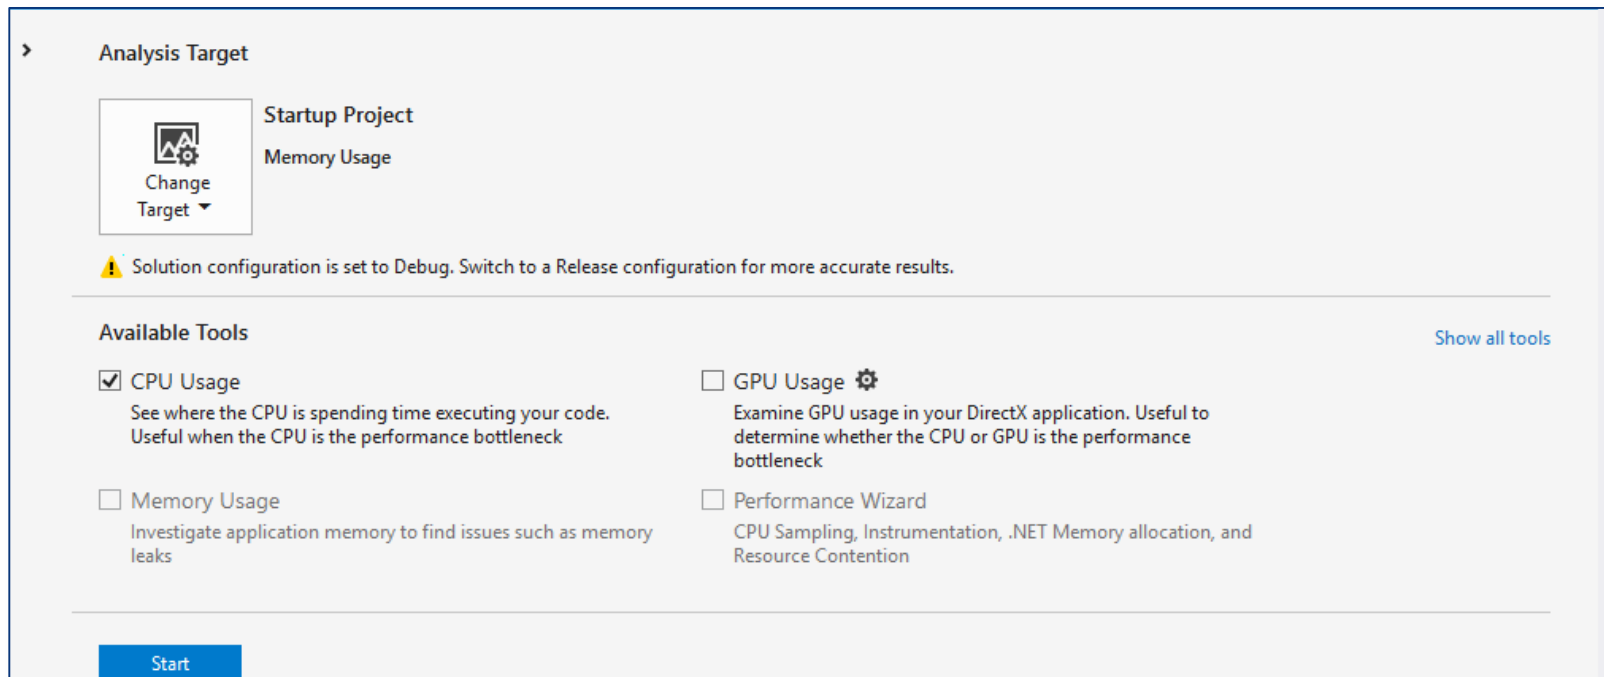 Analysis Target
Startup Project
Memory Usage
Change
Target
Solution configuration is set to Debug. Switch to a Release configuration for more accurate results.
Available Tools
Show all tools
CPU Usage
See where the CPU is spending time executing your code.
Useful when the CPU is the performance bottleneck
GPU Usage
Examine GPU usage in your DirectX application. Useful to
determine whether the CPU or GPU is the performance
bottleneck
Memory Usage
Investigate application memory to find issues such as memory
leaks
Performance Wizard
CPU Sampling, Instrumentation, .NET Memory allocation, and
Resource Contention
Start